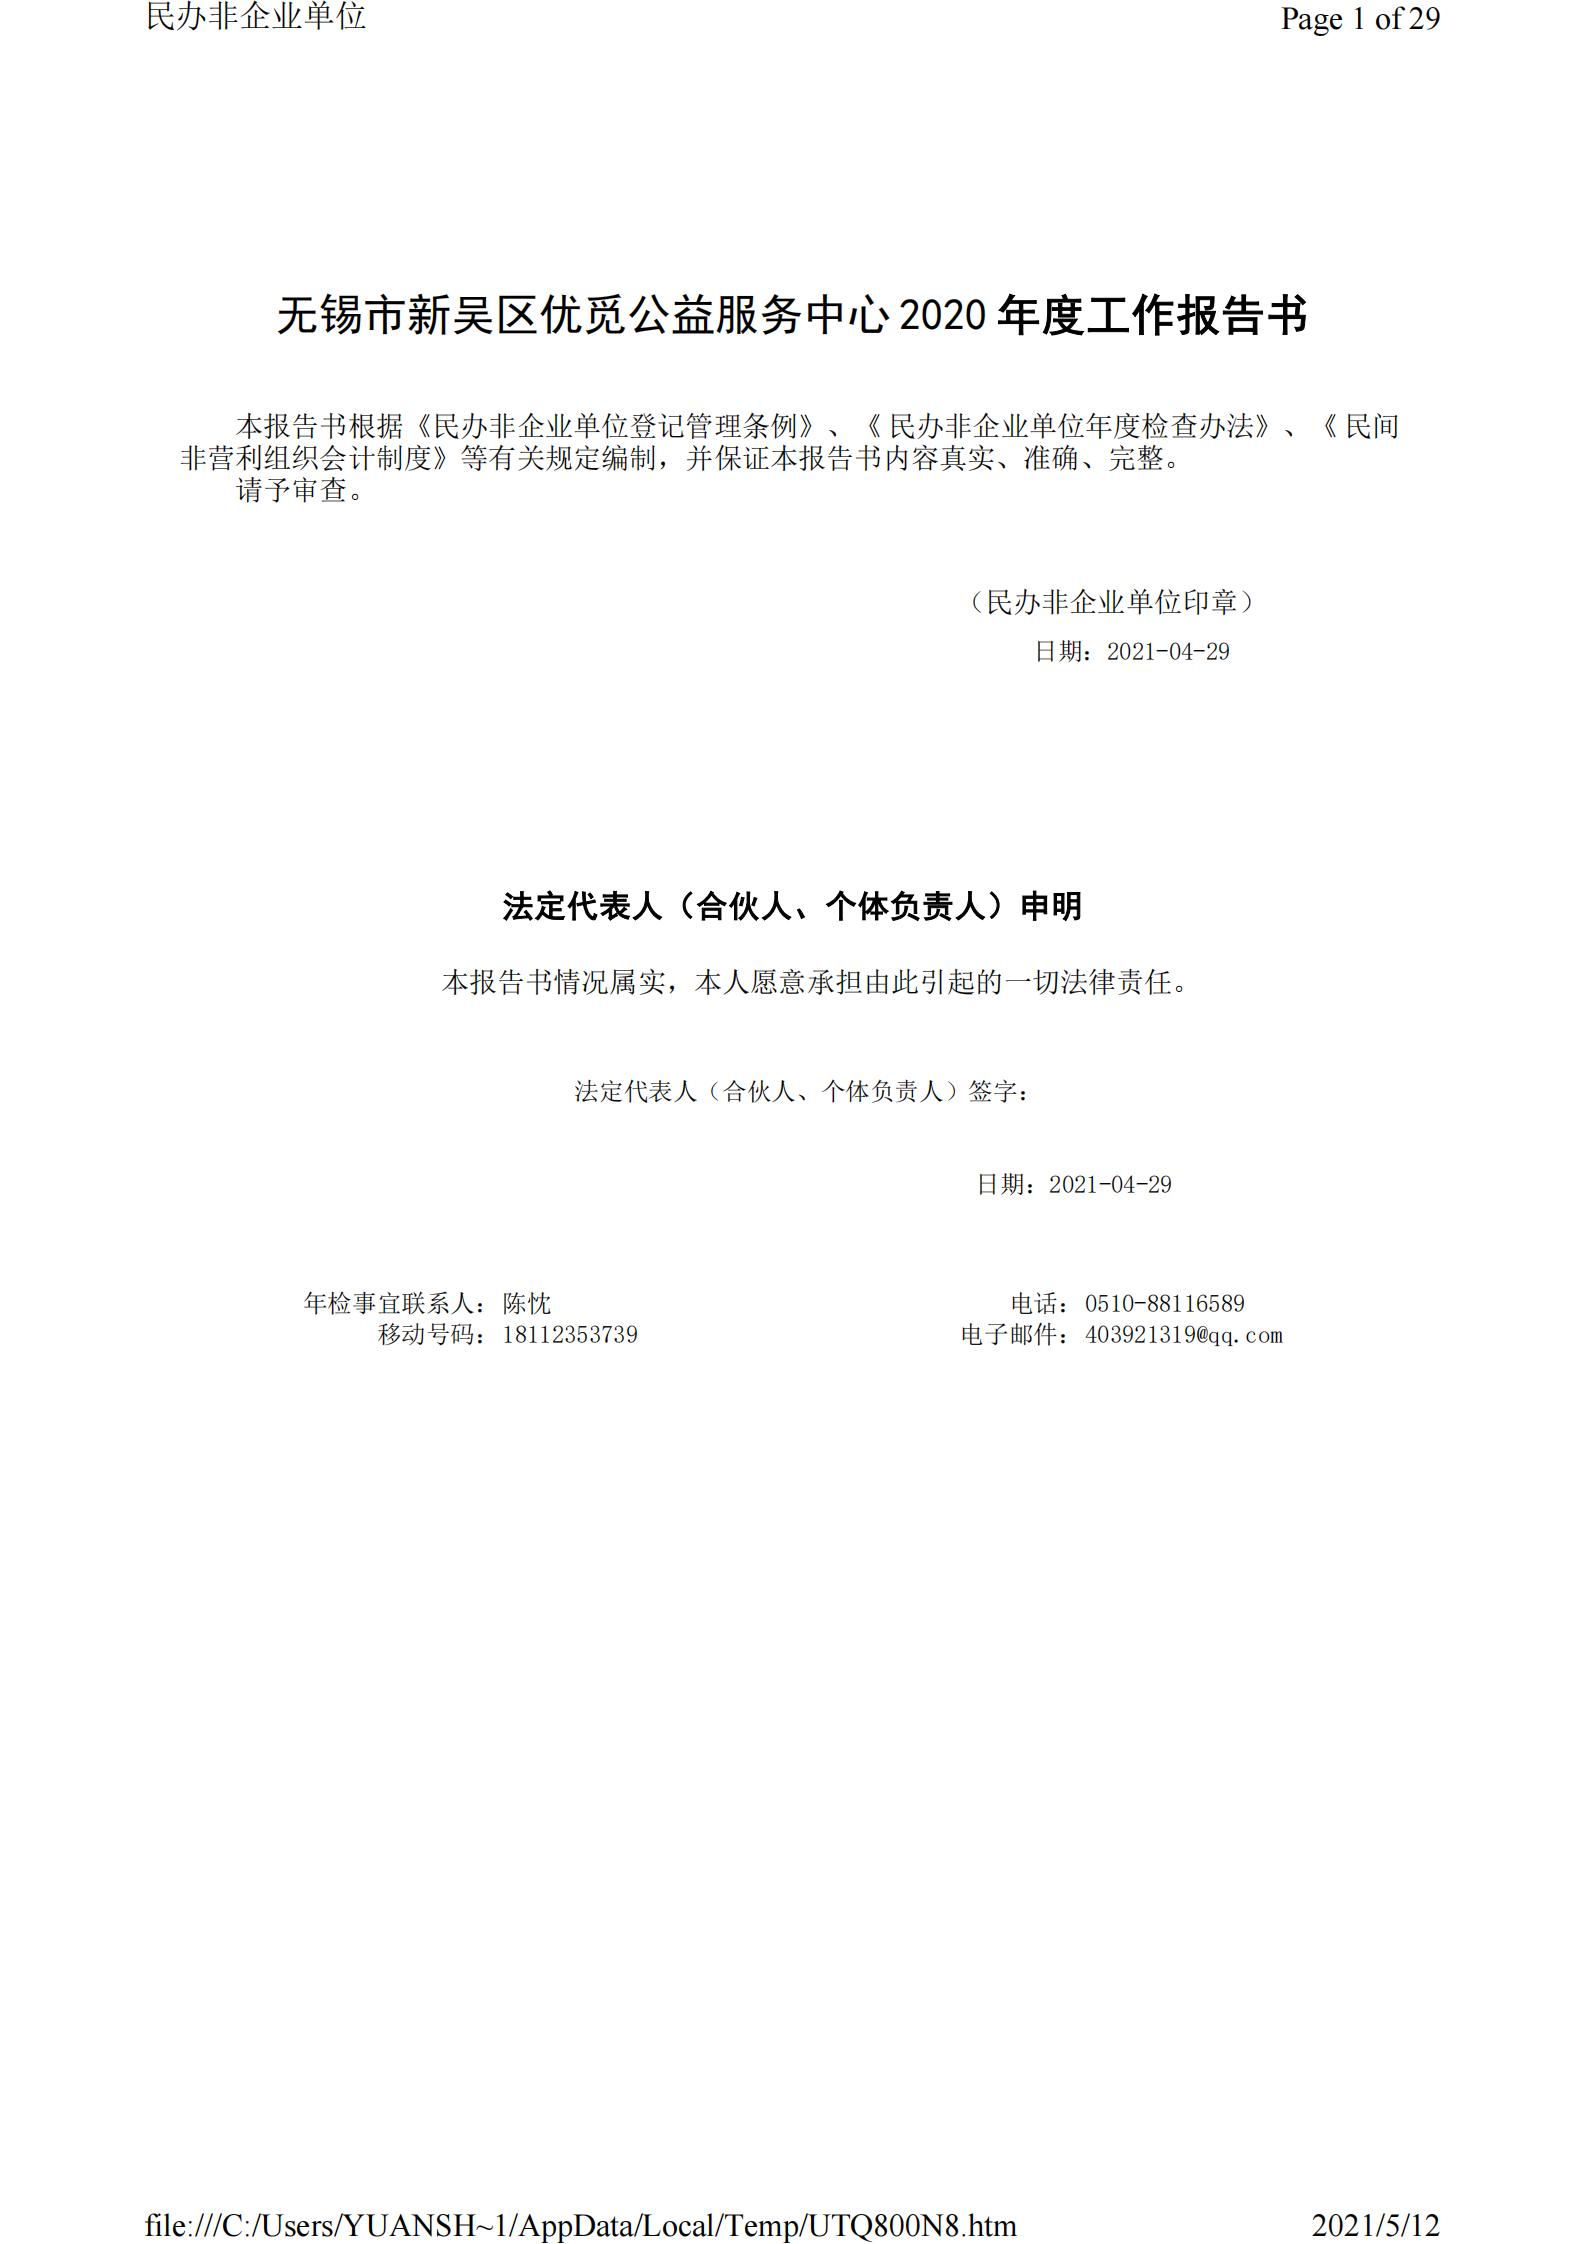 民办非企业单位
Page 1 of 29
无锡市新吴区优觅公益服务中心 2020 年度工作报告书
本报告书根据《民办非企业单位登记管理条例》、《 民办非企业单位年度检查办法》、《 民间
非营利组织会计制度》等有关规定编制，并保证本报告书内容真实、准确、完整。
请予审查。
（民办非企业单位印章）
日期：2021-04-29
法定代表人（合伙人、个体负责人）申明
本报告书情况属实，本人愿意承担由此引起的一切法律责任。
法定代表人（合伙人、个体负责人）签字：
日期：2021-04-29
年检事宜联系人：陈忱
电话：0510-88116589
移动号码：18112353739
电子邮件：403921319@qq.com
file:///C:/Users/YUANSH~1/AppData/Local/Temp/UTQ800N8.htm
2021/5/12